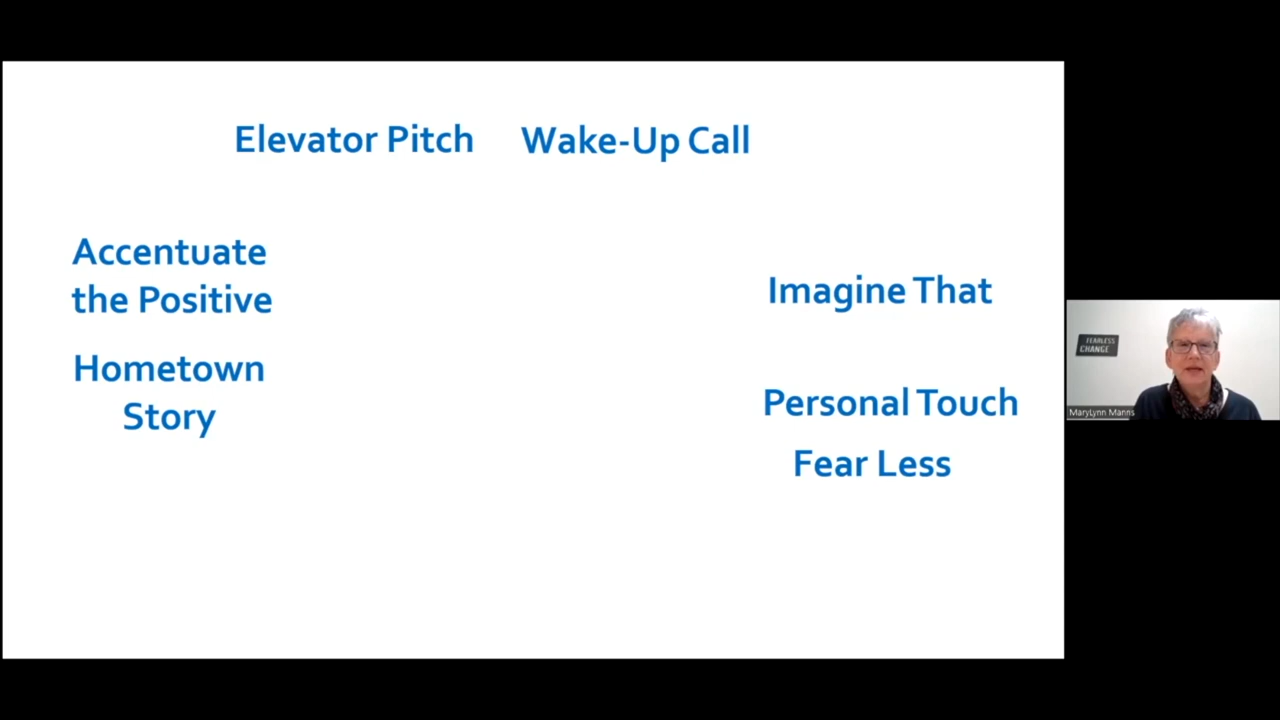 Elevator Pitch
Wake-Up Call
Accentuate
the Positive
Imagine That
Hometown
Story
Personal Touch
Fear Less
FEARLESS
CHANGE
MaryLynn Manns